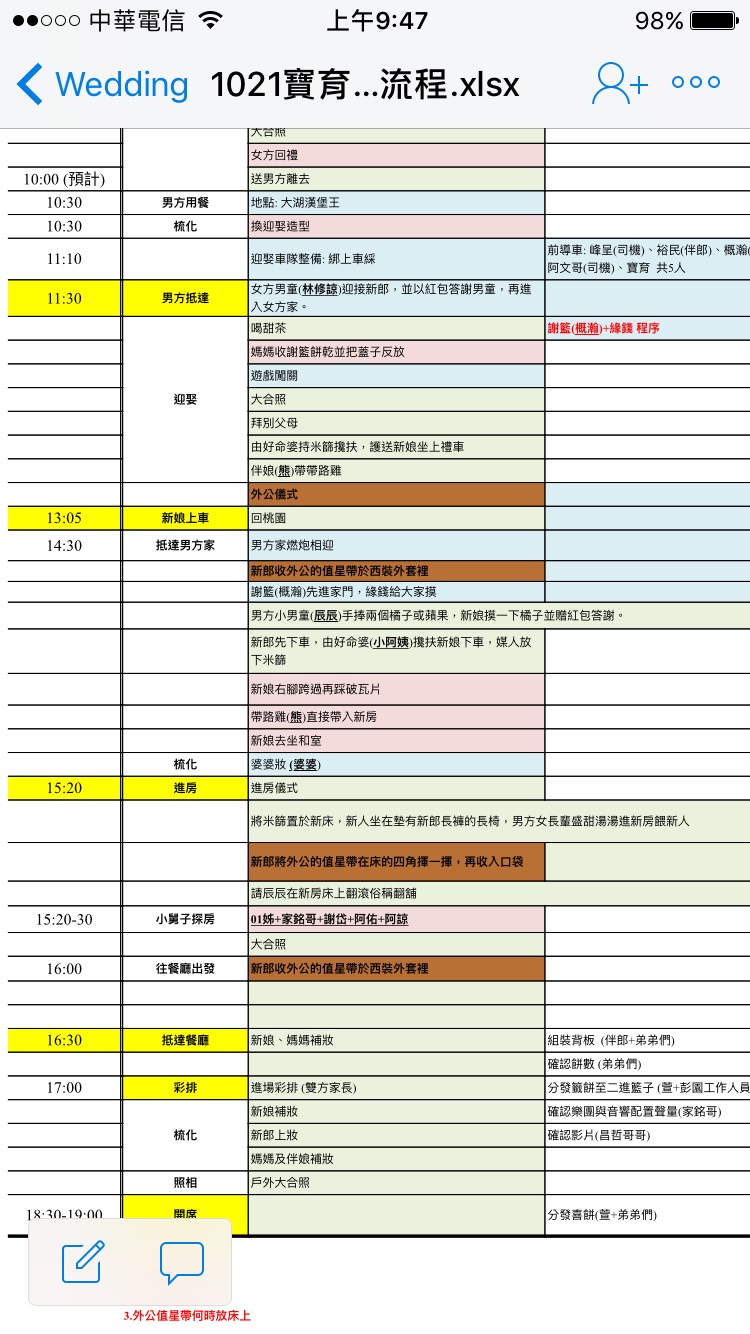 中華電信 上午9:47 98%
Wedding 1021寶育...流程.xlsx
大合照
女方回禮
10:00 (預計) 送男方離去
10:30 男方用餐 地點: 大湖漢堡王
10:30 梳化 換迎娶造型
11:10 迎娶車隊整備: 綁上車綵 前導車: 峰呈(司機)、裕民(伴郎)、概瀚(
阿文哥(司機)、寶育 共5人
11:30 男方抵達 女方男童(林修諒)迎接新郎，並以紅包答謝男童，再進
入女方家。
喝甜茶 謝籃(概瀚)+緣錢 程序
媽媽收謝籃餅乾並把蓋子反放
遊戲闖關
迎娶 大合照
拜別父母
由好命婆持米篩攙扶，護送新娘坐上禮車
伴娘(熊)帶帶路雞
外公儀式
13:05 新娘上車 回桃園
14:30 抵達男方家 男方家燃炮相迎
新郎收外公的值星帶於西裝外套裡
謝籃(概瀚)先進家門，緣錢給大家摸
男方小男童(辰辰)手捧兩個橘子或蘋果，新娘摸一下橘子並贈紅包答謝。
新郎先下車，由好命婆(小阿姨)攙扶新娘下車，媒人放
下米篩
新娘右腳跨過再踩破瓦片
帶路雞(熊)直接帶入新房
新娘去坐和室
梳化 婆婆妝 (婆婆)
15:20 進房 進房儀式
將米篩置於新床，新人坐在墊有新郎長褲的長椅，男方女長輩盛甜湯湯進新房餵新人
新郎將外公的值星帶在床的四角揮一揮，再收入口袋
請辰辰在新房床上翻滾俗稱翻舖
15:20-30 小舅子探房 01姊+家銘哥+謝岱+阿佑+阿諒
大合照
16:00 往餐廳出發 新郎收外公的值星帶於西裝外套裡
16:30 抵達餐廳 新娘、媽媽補妝 組裝背板 (伴郎+弟弟們)
確認餅數 (弟弟們)
17:00 彩排 進場彩排 (雙方家長) 分發籤餅至二進籃子 (萱+彭園工作人員
新娘補妝 確認樂團與音響配置聲量(家銘哥)
梳化 新郎上妝 確認影片(昌哲哥哥)
媽媽及伴娘補妝
照相 戶外大合照
18:30-19:00 開席 分發喜餅(萱+弟弟們)
3.外公值星帶何時放床上